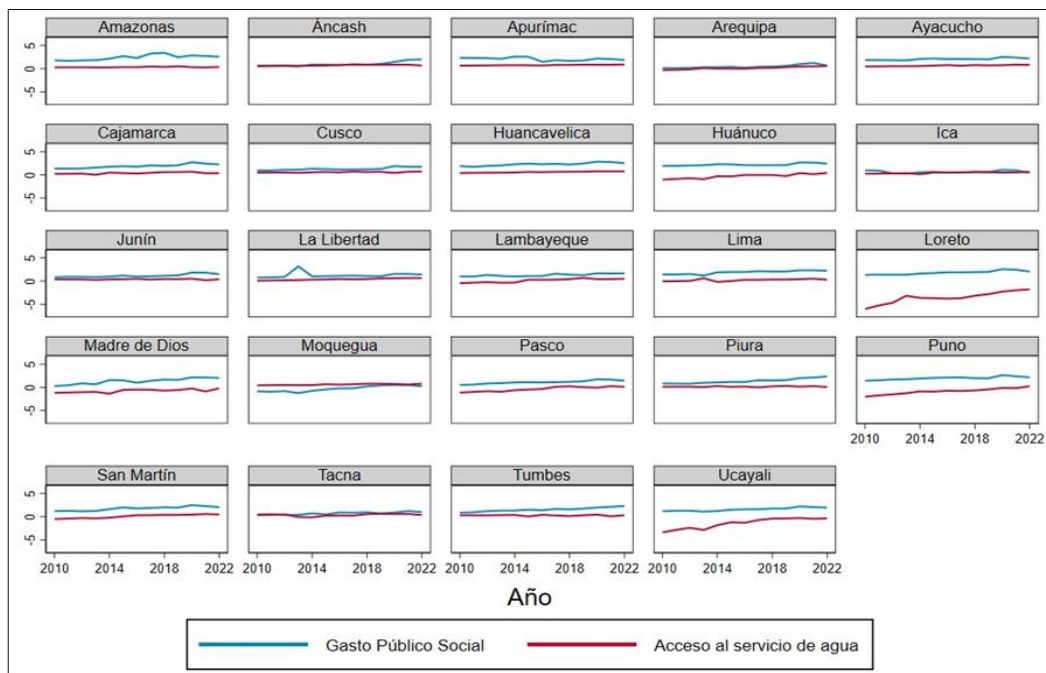 Amazonas Áncash Apurímac Arequipa Ayacucho
5
0
-5
Cajamarca Cusco Huancavelica Huánuco Ica
5
0
-5
Junín La Libertad Lambayeque Lima Loreto
5
0
-5
Madre de Dios Moquegua Pasco Piura Puno
5
0
-5
2010 2014 2018 2022
San Martín Tacna Tumbes Ucayali
5
0
-5
2010 2014 2018 2022 2010 2014 2018 2022 2010 2014 2018 2022 2010 2014 2018 2022
Año
Gasto Público Social Acceso al servicio de agua